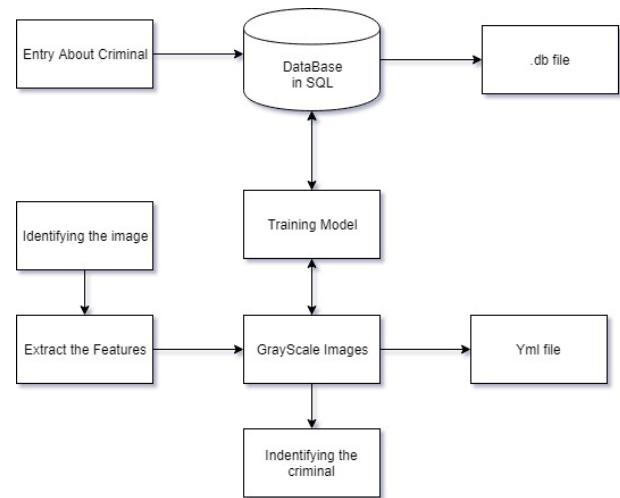 Entry About Criminal
DataBase
in SQL
.db file
Training Model
Identifying the image
Extract the Features
GrayScale Images
Yml file
Indentifying the
criminal